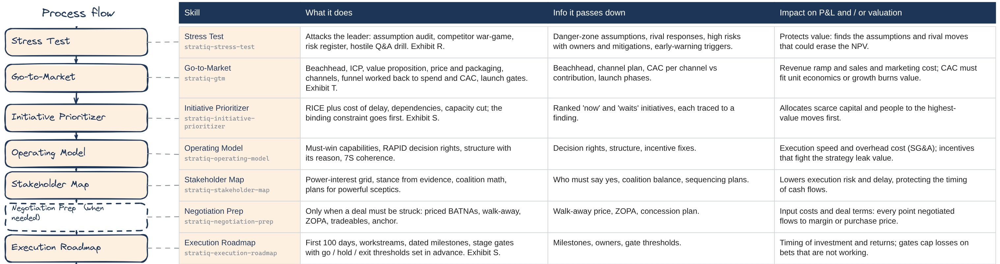 Process flow
Skill
What it does
Info it passes down
Impact on P&L and / or valuation
Stress Test
Stress Test
stratiq-stress-test
Attacks the leader: assumption audit, competitor war-game,
risk register, hostile Q&A drill. Exhibit R.
Danger-zone assumptions, rival responses, high risks
with owners and mitigations, early-warning triggers.
Protects value: finds the assumptions and rival moves
that could erase the NPV.
Go-to-Market
Go-to-Market
stratiq-gtm
Beachhead, ICP, value proposition, price and packaging,
channels, funnel worked back to spend and CAC, launch gates.
Exhibit T.
Beachhead, channel plan, CAC per channel vs
contribution, launch phases.
Revenue ramp and sales and marketing cost; CAC must
fit unit economics or growth burns value.
Initiative Prioritizer
Initiative Prioritizer
stratiq-initiative-
prioritizer
RICE plus cost of delay, dependencies, capacity cut; the
binding constraint goes first. Exhibit S.
Ranked 'now' and 'waits' initiatives, each traced to a
finding.
Allocates scarce capital and people to the highest-
value moves first.
Operating Model
Operating Model
stratiq-operating-model
Must-win capabilities, RAPID decision rights, structure with
its reason, 7S coherence.
Decision rights, structure, incentive fixes.
Execution speed and overhead cost (SG&A); incentives
that fight the strategy leak value.
Stakeholder Map
Stakeholder Map
stratiq-stakeholder-map
Power-interest grid, stance from evidence, coalition math,
plans for powerful sceptics.
Who must say yes, coalition balance, sequencing plans.
Lowers execution risk and delay, protecting the timing
of cash flows.
Negotiation Prep (when
needed)
Negotiation Prep
stratiq-negotiation-prep
Only when a deal must be struck: priced BATNAs, walk-away,
ZOPA, tradeables, anchor.
Walk-away price, ZOPA, concession plan.
Input costs and deal terms: every point negotiated
flows to margin or purchase price.
Execution Roadmap
Execution Roadmap
stratiq-execution-roadmap
First 100 days, workstreams, dated milestones, stage gates
with go / hold / exit thresholds set in advance. Exhibit S.
Milestones, owners, gate thresholds.
Timing of investment and returns; gates cap losses on
bets that are not working.